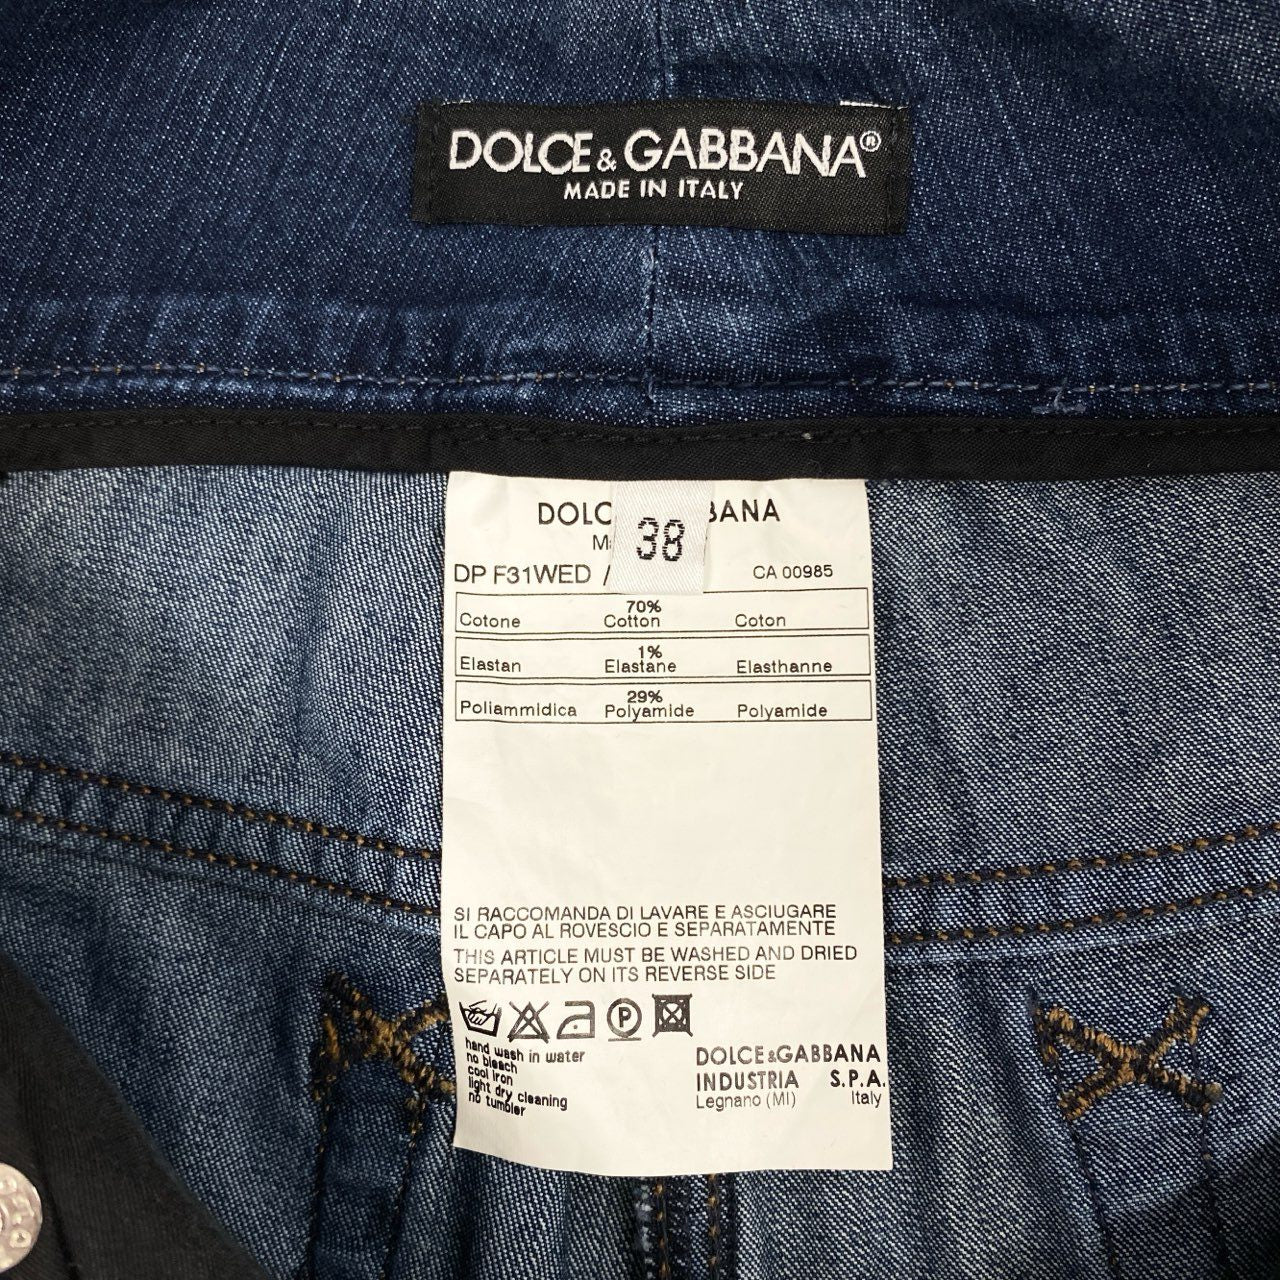 DOLCE & GABBANA®
MADE IN ITALY
38
DP F31WED / CA 00985
70%
Cotone Cotton Coton
1%
Elastan Elastane Elasthanne
29%
Poliammidica Polyamide Polyamide
SI RACCOMANDA DI LAVARE E ASCIUGARE
IL CAPO AL ROVESCIO E SEPARATAMENTE
THIS ARTICLE MUST BE WASHED AND DRIED
SEPARATELY ON ITS REVERSE SIDE
P
hand wash in water
no bleach
cool iron
light dry cleaning
no tumbler
DOLCE&GABBANA
INDUSTRIA S.P.A.
Legnano (MI) Italy